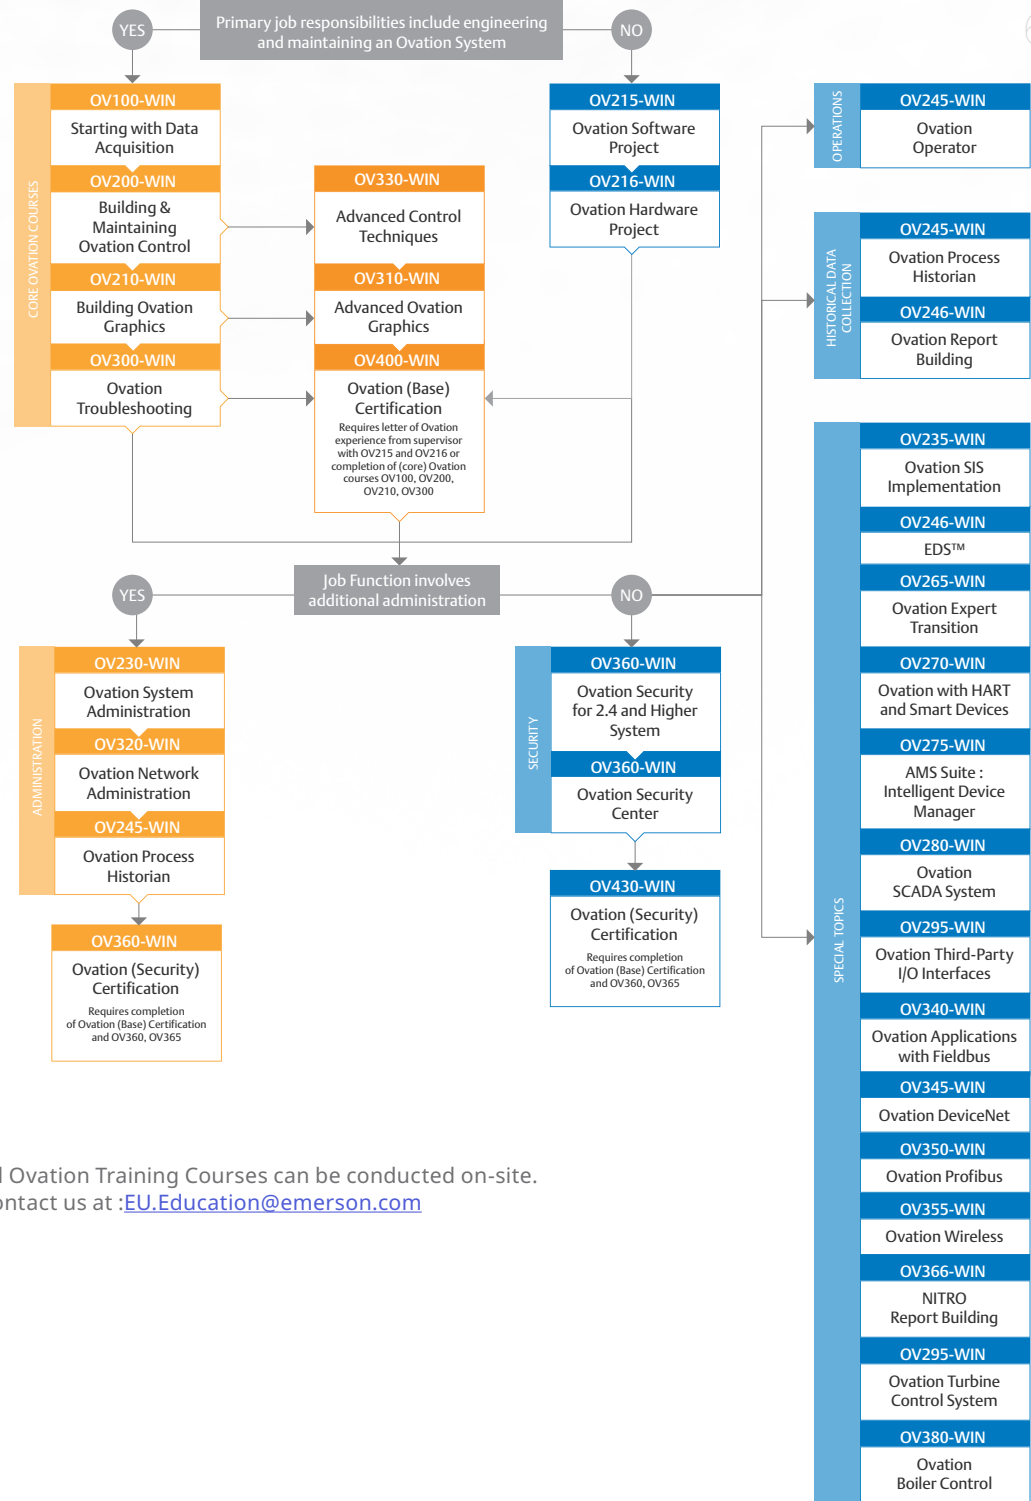 YES
Primary job responsibilities include engineering
and maintaining an Ovation System
NO
CORE OVATION COURSES
OV100-WIN
Starting with Data
Acquisition
OV200-WIN
Building &
Maintaining
Ovation Control
OV210-WIN
Building Ovation
Graphics
OV300-WIN
Ovation
Troubleshooting
OV330-WIN
Advanced Control
Techniques
OV310-WIN
Advanced Ovation
Graphics
OV400-WIN
Ovation (Base)
Certification
Requires letter of Ovation
experience from supervisor
with OV215 and OV216 or
completion of (core) Ovation
courses OV100, OV200,
OV210, OV300
OV215-WIN
Ovation Software
Project
OV216-WIN
Ovation Hardware
Project
OPERATIONS
OV245-WIN
Ovation
Operator
HISTORICAL DATA
COLLECTION
OV245-WIN
Ovation Process
Historian
OV246-WIN
Ovation Report
Building
YES
Job Function involves
additional administration
NO
ADMINISTRATION
OV230-WIN
Ovation System
Administration
OV320-WIN
Ovation Network
Administration
OV245-WIN
Ovation Process
Historian
OV360-WIN
Ovation (Security)
Certification
Requires completion
of Ovation (Base) Certification
and OV360, OV365
SECURITY
OV360-WIN
Ovation Security
for 2.4 and Higher
System
OV360-WIN
Ovation Security
Center
OV430-WIN
Ovation (Security)
Certification
Requires completion
of Ovation (Base) Certification
and OV360, OV365
SPECIAL TOPICS
OV235-WIN
Ovation SIS
Implementation
OV246-WIN
EDS™
OV265-WIN
Ovation Expert
Transition
OV270-WIN
Ovation with HART
and Smart Devices
OV275-WIN
AMS Suite :
Intelligent Device
Manager
OV280-WIN
Ovation
SCADA System
OV295-WIN
Ovation Third-Party
I/O Interfaces
OV340-WIN
Ovation Applications
with Fieldbus
OV345-WIN
Ovation DeviceNet
OV350-WIN
Ovation Profibus
OV355-WIN
Ovation Wireless
OV366-WIN
NITRO
Report Building
OV295-WIN
Ovation Turbine
Control System
OV380-WIN
Ovation
Boiler Control
Ovation Training Courses can be conducted on-site.
us at :EU.Education@emerson.com